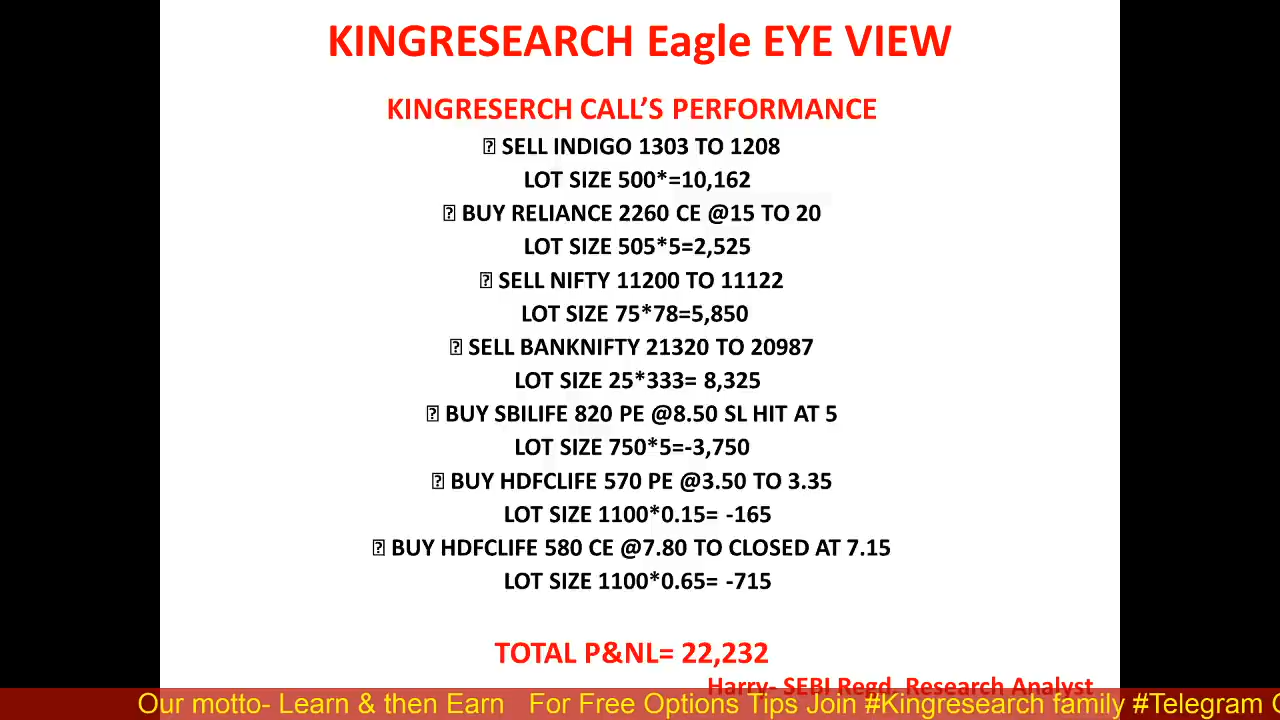 KINGRESEARCH Eagle EYE VIEW
KINGRESERCH CALL'S PERFORMANCE
SELL INDIGO 1303 TO 1208
LOT SIZE 500*=10,162
BUY RELIANCE 2260 CE @15 TO 20
LOT SIZE 505*5=2,525
SELL NIFTY 11200 TO 11122
LOT SIZE 75*78=5,850
SELL BANKNIFTY 21320 TO 20987
LOT SIZE 25*333= 8,325
BUY SBILIFE 820 PE @8.50 SL HIT AT 5
LOT SIZE 750*5=-3,750
BUY HDFCLIFE 570 PE @3.50 TO 3.35
LOT SIZE 1100*0.15= -165
BUY HDFCLIFE 580 CE @7.80 TO CLOSED AT 7.15
LOT SIZE 1100*0.65= -715
TOTAL P&NL= 22,232
Harry- SEBI Regd. Research Analyst
Our motto- Learn & then Earn For Free Options Tips Join #Kingresearch family #Telegram